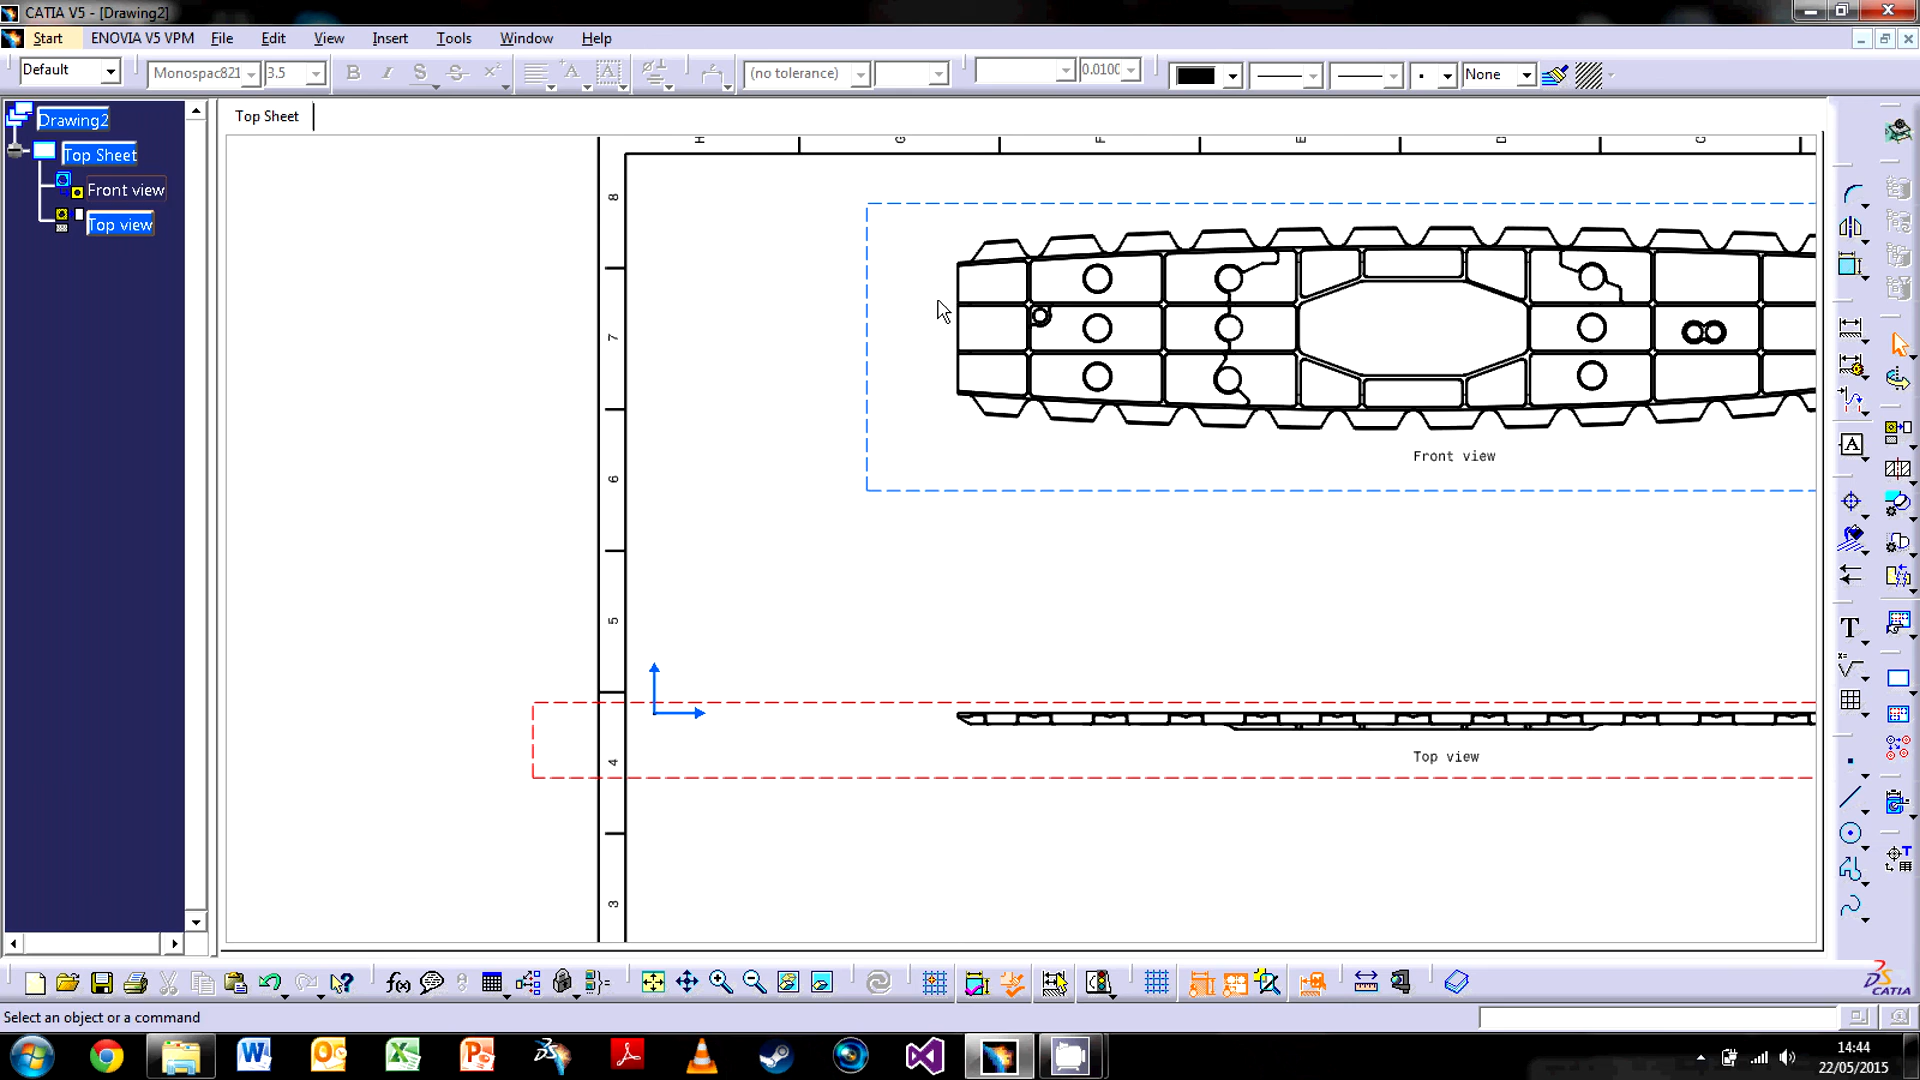 CATIA V5 - [Drawing2]
Start ENOVIA V5 VPM File Edit View Insert Tools Window Help
Default Monospac821 3.5 B I S S (no tolerance) 0.010 None
Drawing2
Top Sheet
Front view
Top view
Top Sheet
H G F E D C
8
7
6
5
4
3
Front view
Top view
A
T
f(x)
CATIA
Select an object or a command
14:44
22/05/2015